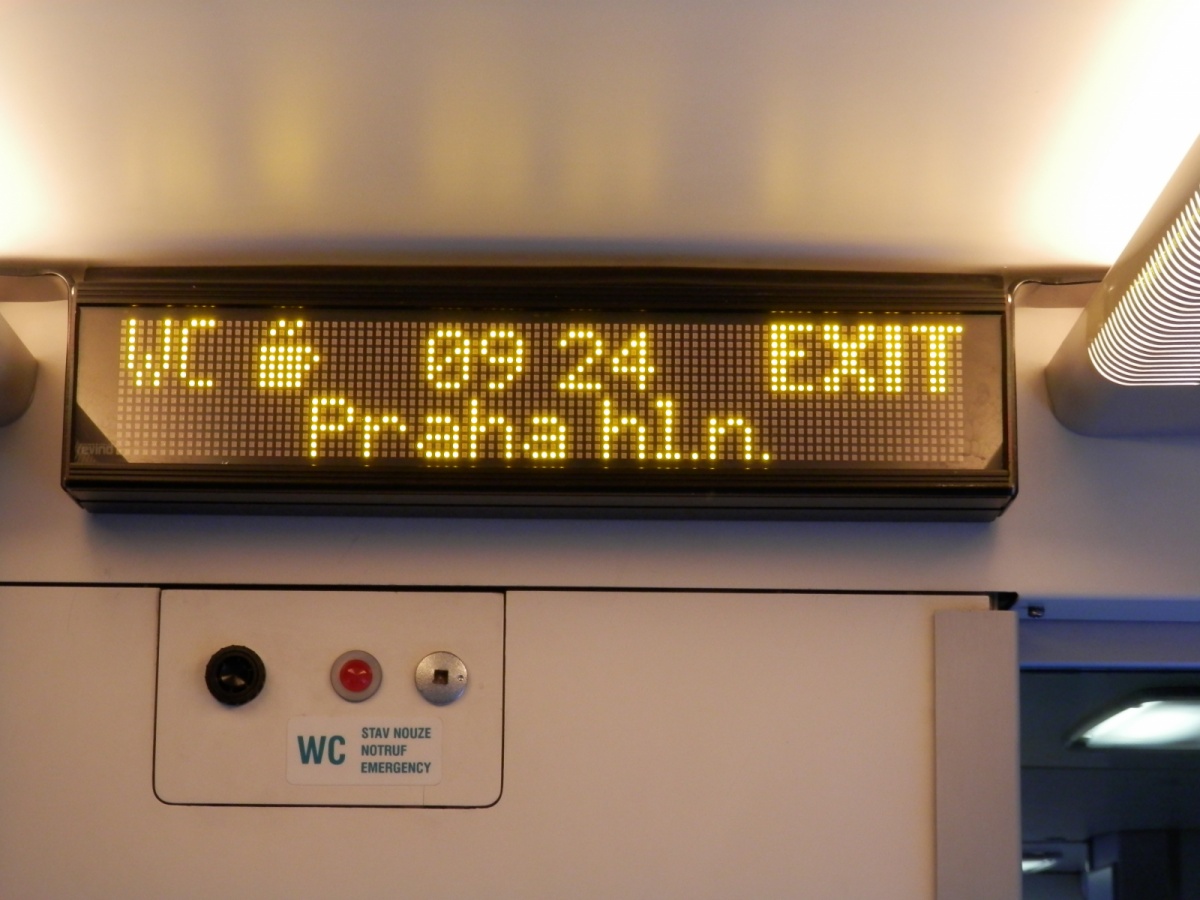 WC 09 24 EXIT
Praha hl.n.
WC
STAV NOUZE
NOTRUF
EMERGENCY